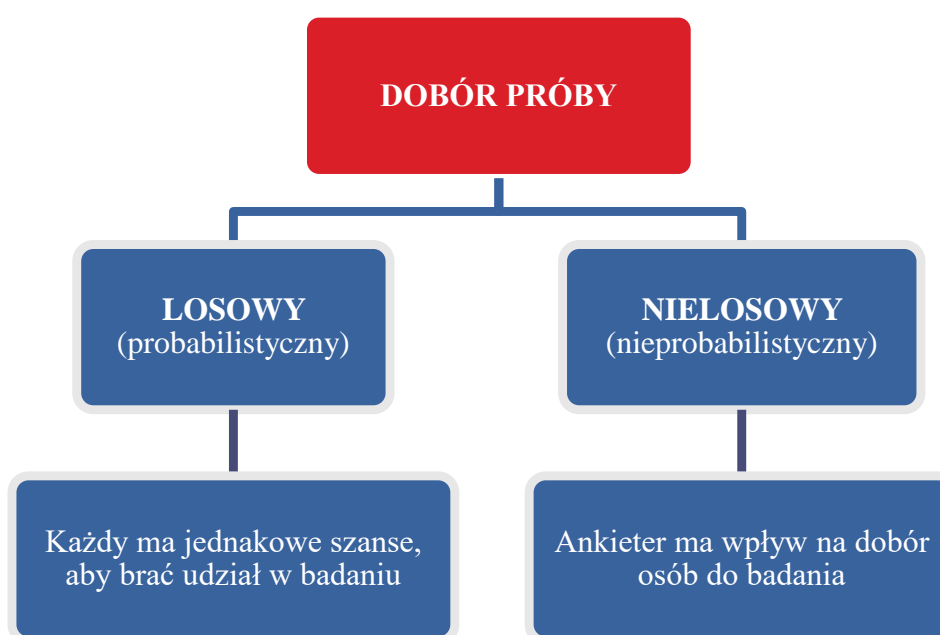 DOBÓR PRÓBY
LOSOWY
(probabilistyczny)
NIELOSOWY
(nieprobabilistyczny)
Każdy ma jednakowe szanse,
aby brać udział w badaniu
Ankieter ma wpływ na dobór
osób do badania